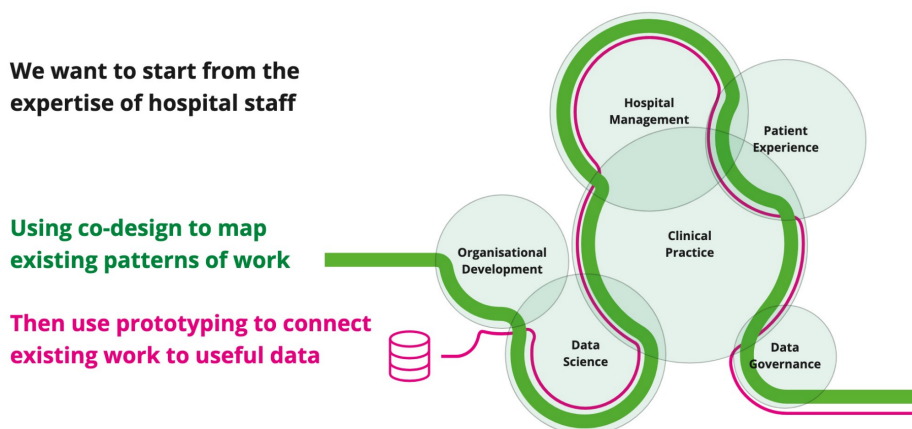 We want to start from the
expertise of hospital staff
Using co-design to map
existing patterns of work
Then use prototyping to connect
existing work to useful data
Hospital
Management
Patient
Experience
Clinical
Practice
Organisational
Development
Data
Science
Data
Governance